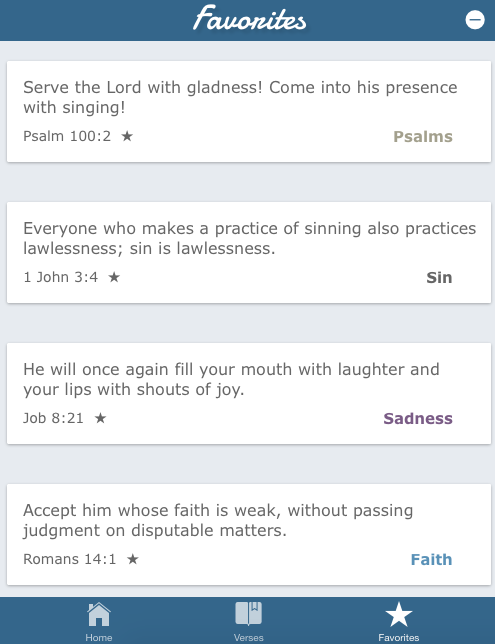 Favorites
Serve the Lord with gladness! Come into his presence
with singing!
Psalm 100:2 ★ Psalms
Everyone who makes a practice of sinning also practices
lawlessness; sin is lawlessness.
1 John 3:4 ★ Sin
He will once again fill your mouth with laughter and
your lips with shouts of joy.
Job 8:21 ★ Sadness
Accept him whose faith is weak, without passing
judgment on disputable matters.
Romans 14:1 ★ Faith
Home Verses Favorites